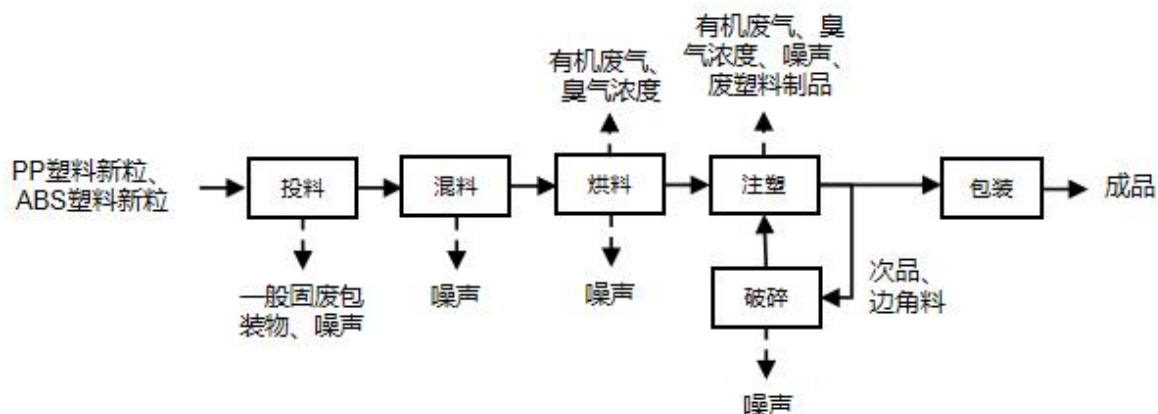 有机废气、臭
气浓度、噪声、
废塑料制品
有机废气、
臭气浓度
PP塑料新粒、
ABS塑料新粒
投料
混料
烘料
注塑
包装
成品
一般固废包
装物、噪声
噪声
噪声
破碎
次品、
边角料
噪声